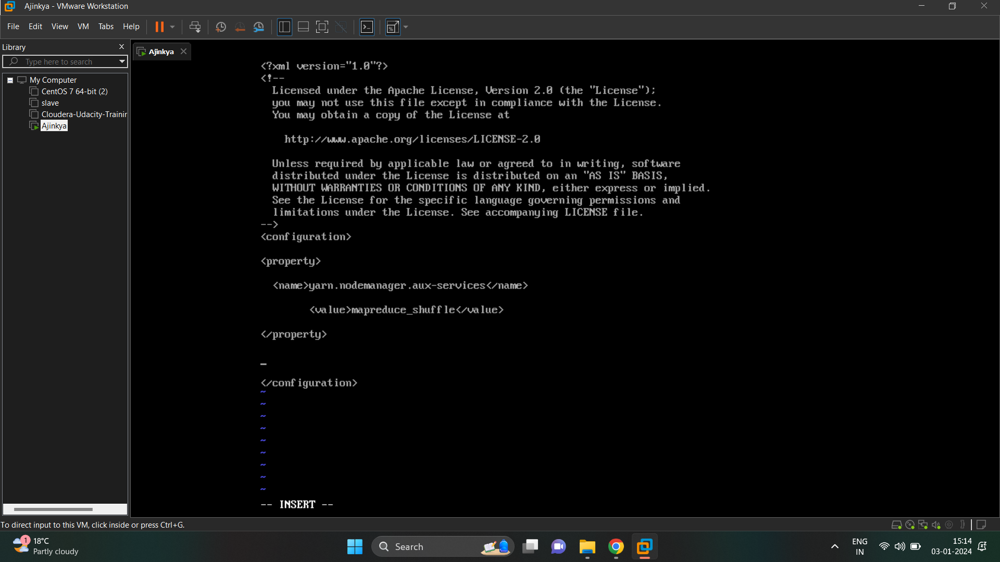 Ajinkya - VMware Workstation
File Edit View VM Tabs Help
Library
Type here to search
My Computer
CentOS 7 64-bit (2)
slave
Cloudera-Udacity-Trainir
Ajinkya
Ajinkya
<?xml version="1.0"?>
<!--
  Licensed under the Apache License, Version 2.0 (the "License");
  you may not use this file except in compliance with the License.
  You may obtain a copy of the License at
    http://www.apache.org/licenses/LICENSE-2.0
  Unless required by applicable law or agreed to in writing, software
  distributed under the License is distributed on an "AS IS" BASIS,
  WITHOUT WARRANTIES OR CONDITIONS OF ANY KIND, either express or implied.
  See the License for the specific language governing permissions and
  limitations under the License. See accompanying LICENSE file.
-->
<configuration>
<property>
  <name>yarn.nodemanager.aux-services</name>
        <value>mapreduce_shuffle</value>
</property>
_
</configuration>
~
~
~
~
~
~
~
~
~
-- INSERT --
To direct input to this VM, click inside or press Ctrl+G.
1
18°C
Partly cloudy
Search
ENG
IN
15:14
03-01-2024